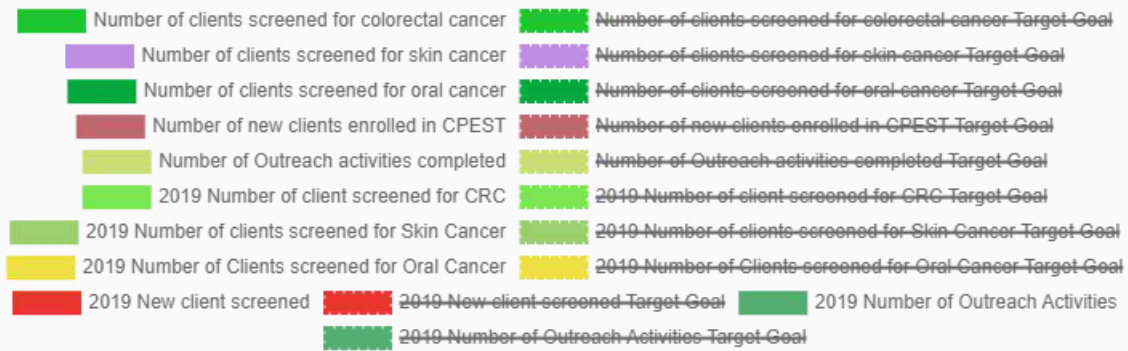 Number of clients screened for colorectal cancer Number of clients screened for colorectal cancer Target Goal
Number of clients screened for skin cancer Number of clients screened for skin cancer Target Goal
Number of clients screened for oral cancer Number of clients screened for oral cancer Target Goal
Number of new clients enrolled in CPEST Number of new clients enrolled in CPEST Target Goal
Number of Outreach activities completed Number of Outreach activities completed Target Goal
2019 Number of client screened for CRC 2019 Number of client screened for CRC Target Goal
2019 Number of clients screened for Skin Cancer 2019 Number of clients screened for Skin Cancer Target Goal
2019 Number of Clients screened for Oral Cancer 2019 Number of Clients screened for Oral Cancer Target Goal
2019 New client screened 2019 New client screened Target Goal 2019 Number of Outreach Activities
2019 Number of Outreach Activities Target Goal